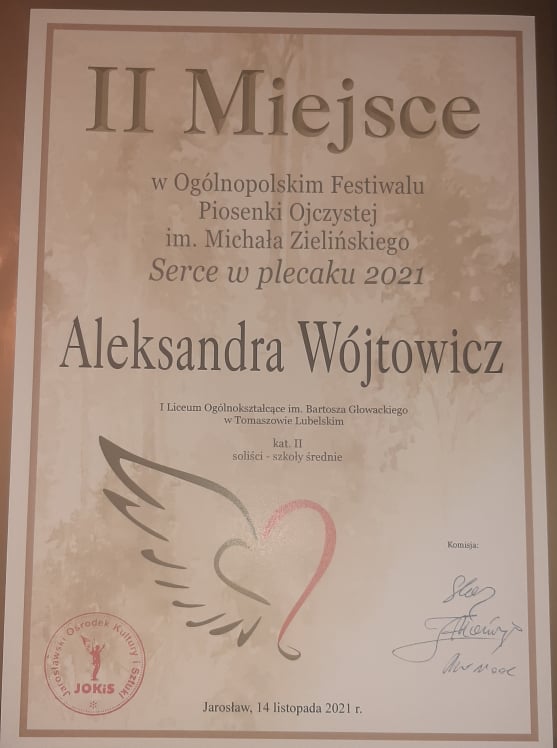 II Miejsce
w Ogólnopolskim Festiwalu
Piosenki Ojczystej
im. Michała Zielińskiego
Serce w plecaku 2021
Aleksandra Wójtowicz
I Liceum Ogólnokształcące im. Bartosza Głowackiego
w Tomaszowie Lubelskim
kat. II
soliści - szkoły średnie
Komisja:
Jarosławski Ośrodek Kultury i Sztuki
JOKiS
Jarosław, 14 listopada 2021 r.